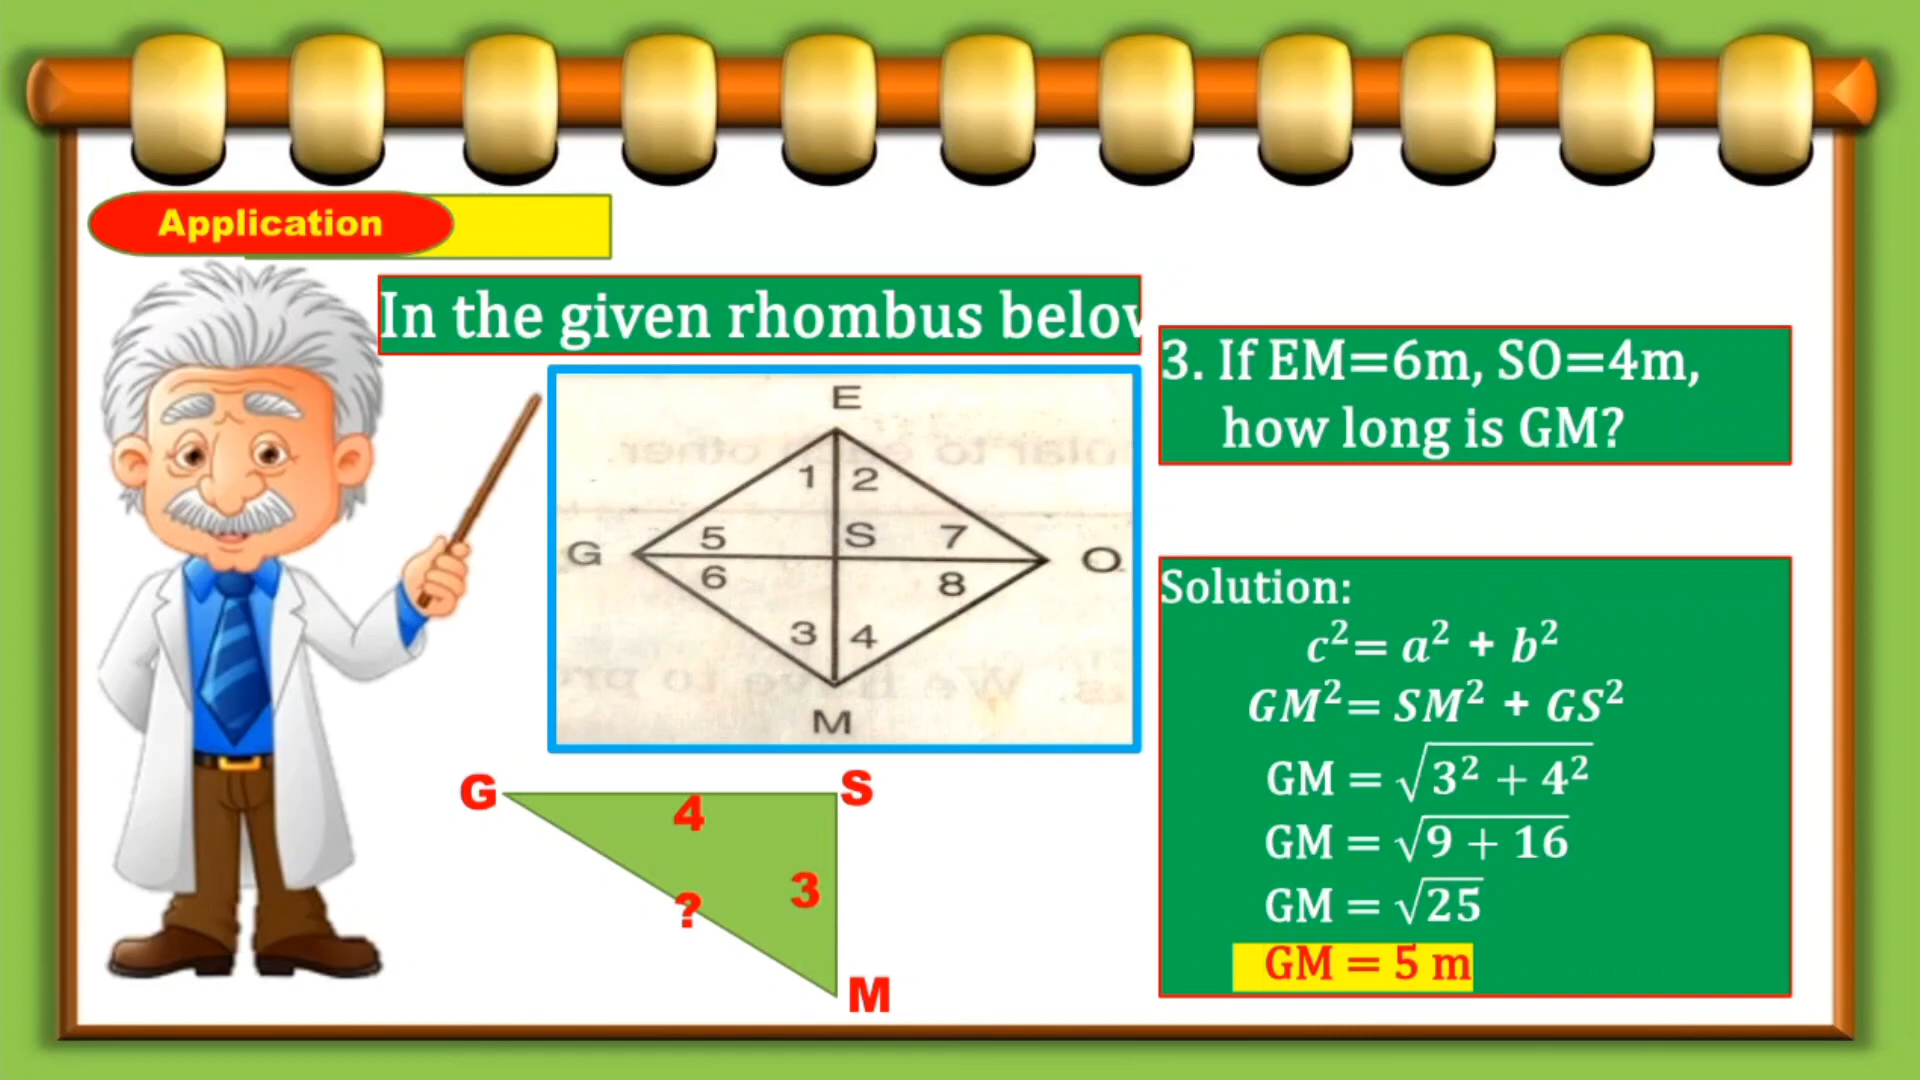 Application
In the given rhombus belov
3. If EM=6m, SO=4m,
how long is GM?
E
1 2
5 S 7
G O
6 8
3 4
M
G 4 S
3
?
M
Solution:
c²= a² + b²
GM²= SM² + GS²
GM = √3² + 4²
GM = √9 + 16
GM = √25
GM = 5 m